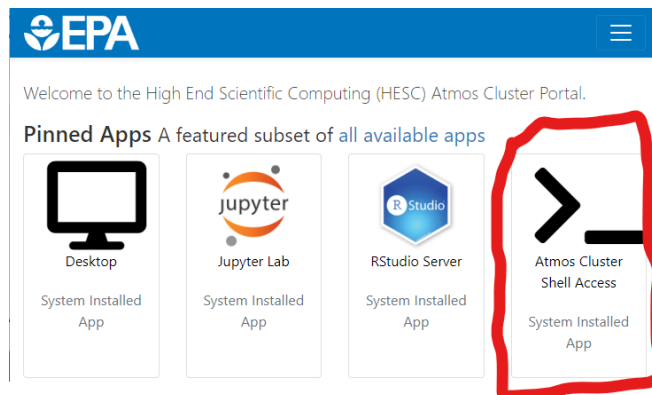 EPA
Welcome to the High End Scientific Computing (HESC) Atmos Cluster Portal.
Pinned Apps A featured subset of all available apps
jupyter
R Studio
Desktop
Jupyter Lab
RStudio Server
Atmos Cluster
Shell Access
System Installed
App
System Installed
App
System Installed
App
System Installed
App